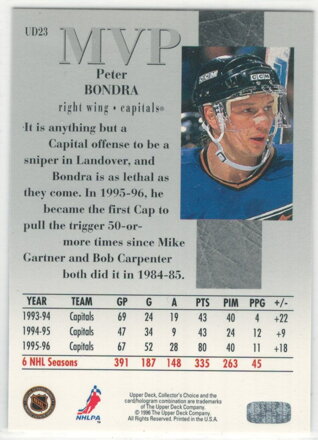 UD23
MVP
Peter
BONDRA
right wing • capitals®
It is anything but a
Capital offense to be a
sniper in Landover, and
Bondra is as lethal as
they come. In 1995-96, he
became the first Cap to
pull the trigger 50-or-
more times since Mike
Gartner and Bob Carpenter
both did it in 1984-85.
CCM
YEAR TEAM GP G A PTS PIM PPG +/-
1993-94 Capitals 69 24 19 43 40 4 +22
1994-95 Capitals 47 34 9 43 24 12 +9
1995-96 Capitals 67 52 28 80 40 11 +18
6 NHL Seasons 391 187 148 335 263 45
NHLPA
Upper Deck, Collector's Choice and the
card/hologram combination are trademarks
of The Upper Deck Company.
© 1996 The Upper Deck Company.
All Rights Reserved. Printed in the U.S.A.